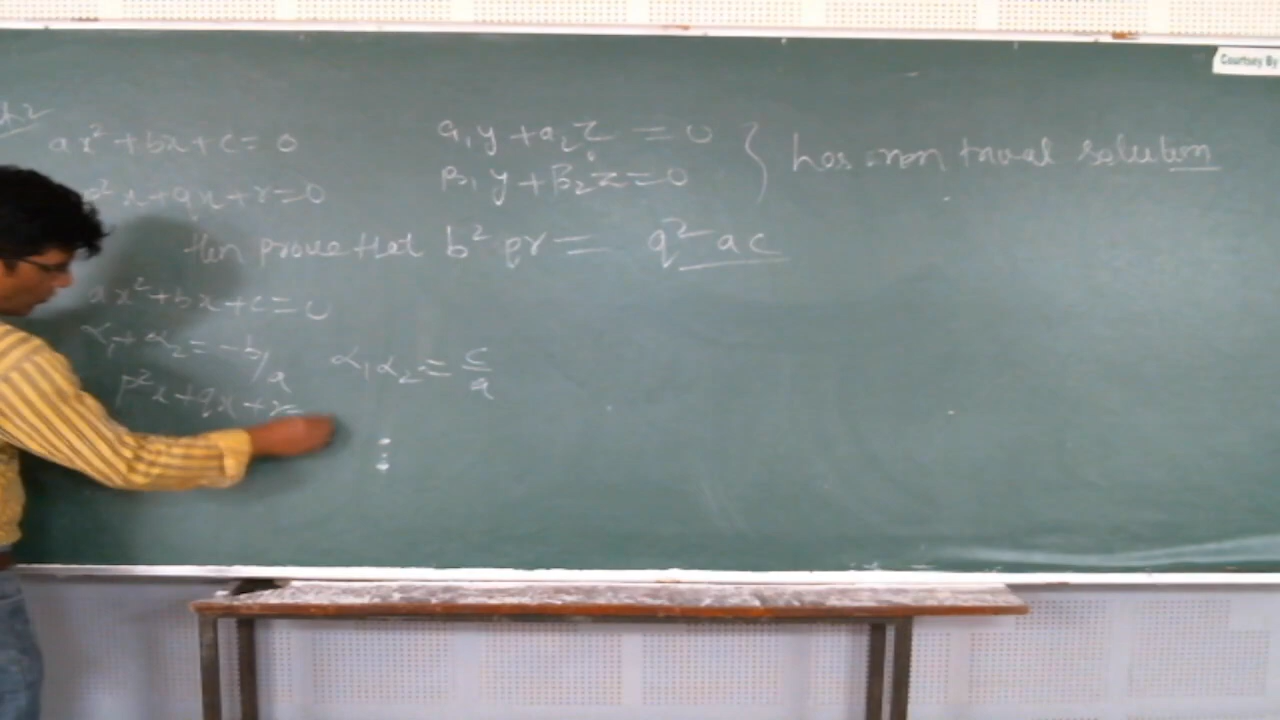 ax² + bx + c = 0
p²x + qx + r = 0
a₁y + a₂z = 0
β₁y + β₂z = 0 } has non trivial solution
then prove that b² pr = q² ac
ax² + bx + c = 0
α₁ + α₂ = -b/a α₁α₂ = c/a
p²x + qx + r =
Courtsey By